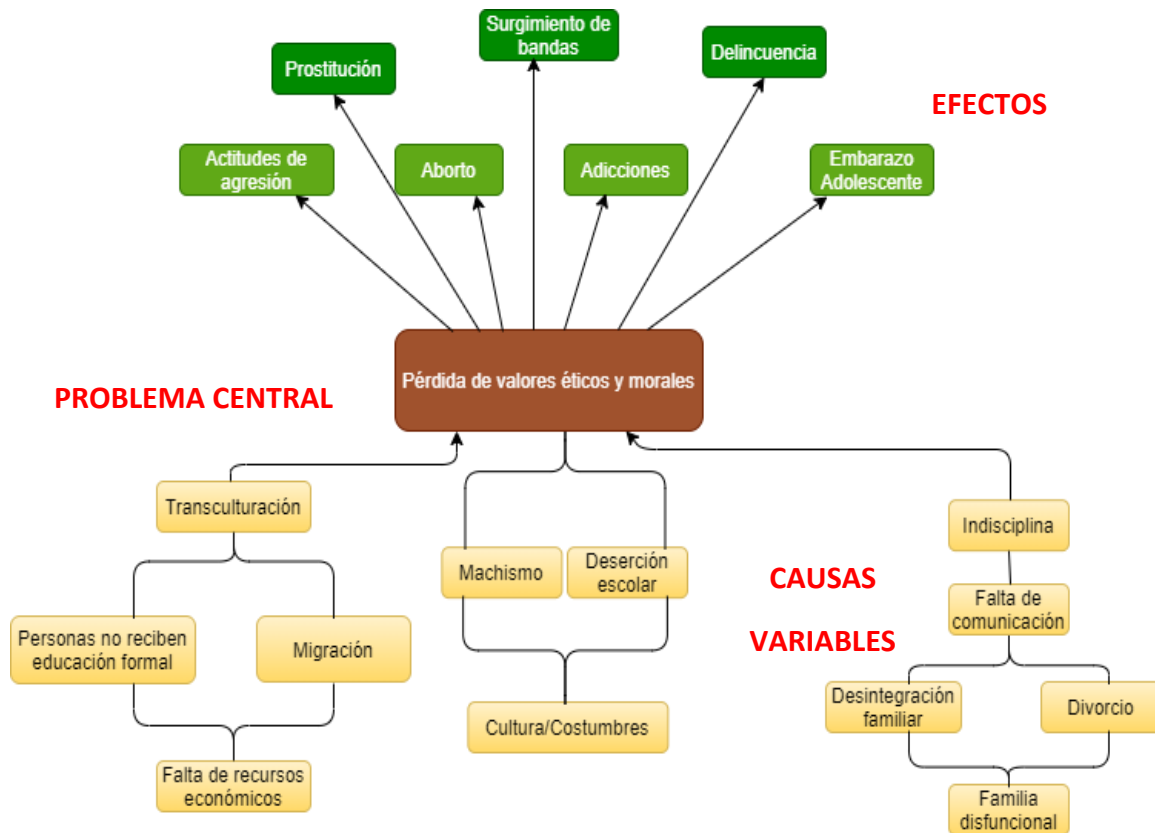 Surgimiento de
bandas
Prostitución
Delincuencia
EFECTOS
Actitudes de
agresión
Aborto
Adicciones
Embarazo
Adolescente
Pérdida de valores éticos y morales
PROBLEMA CENTRAL
Transculturación
Indisciplina
Machismo
Deserción
escolar
CAUSAS
VARIABLES
Falta de
comunicación
Personas no reciben
educación formal
Migración
Desintegración
familiar
Divorcio
Cultura/Costumbres
Falta de recursos
económicos
Familia
disfuncional